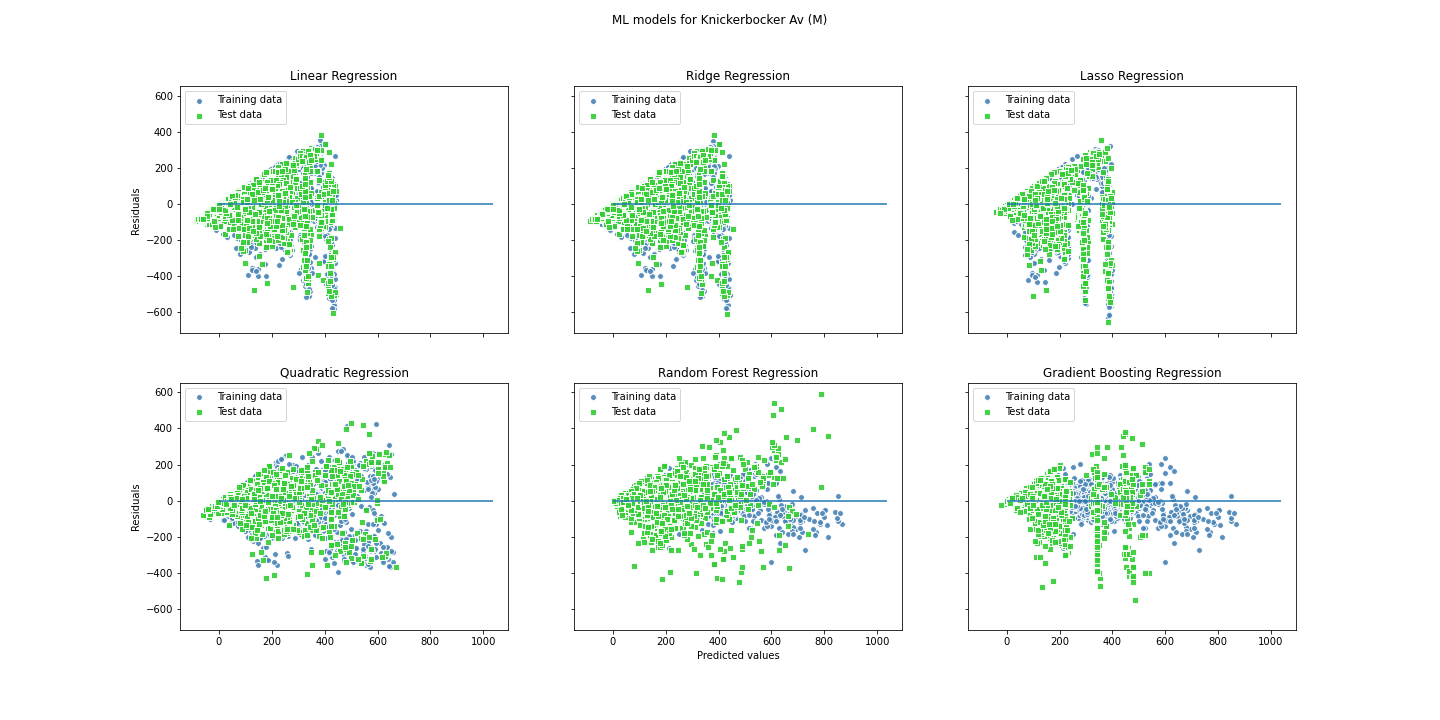 ML models for Knickerbocker Av (M)
Linear Regression
Ridge Regression
Lasso Regression
Training data
Test data
Training data
Test data
Training data
Test data
600
400
200
0
−200
−400
−600
Residuals
Quadratic Regression
Random Forest Regression
Gradient Boosting Regression
Training data
Test data
Training data
Test data
Training data
Test data
600
400
200
0
−200
−400
−600
Residuals
0 200 400 600 800 1000
0 200 400 600 800 1000
0 200 400 600 800 1000
Predicted values